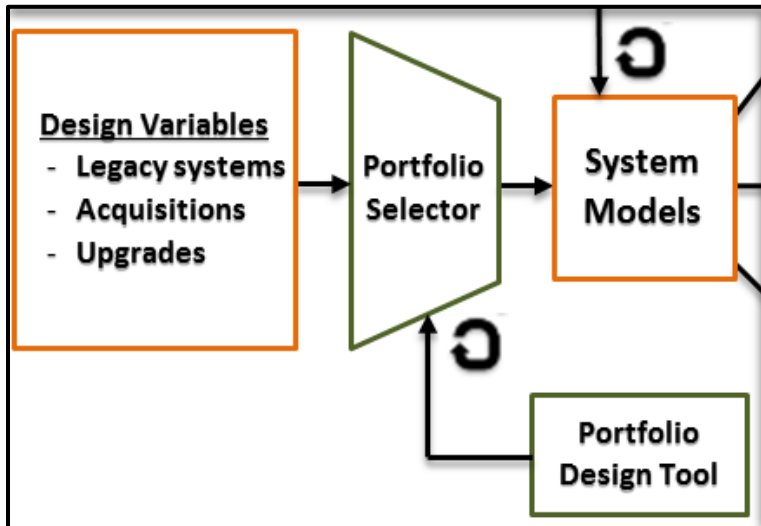 Design Variables
- Legacy systems
- Acquisitions
- Upgrades
Portfolio
Selector
System
Models
Portfolio
Design Tool